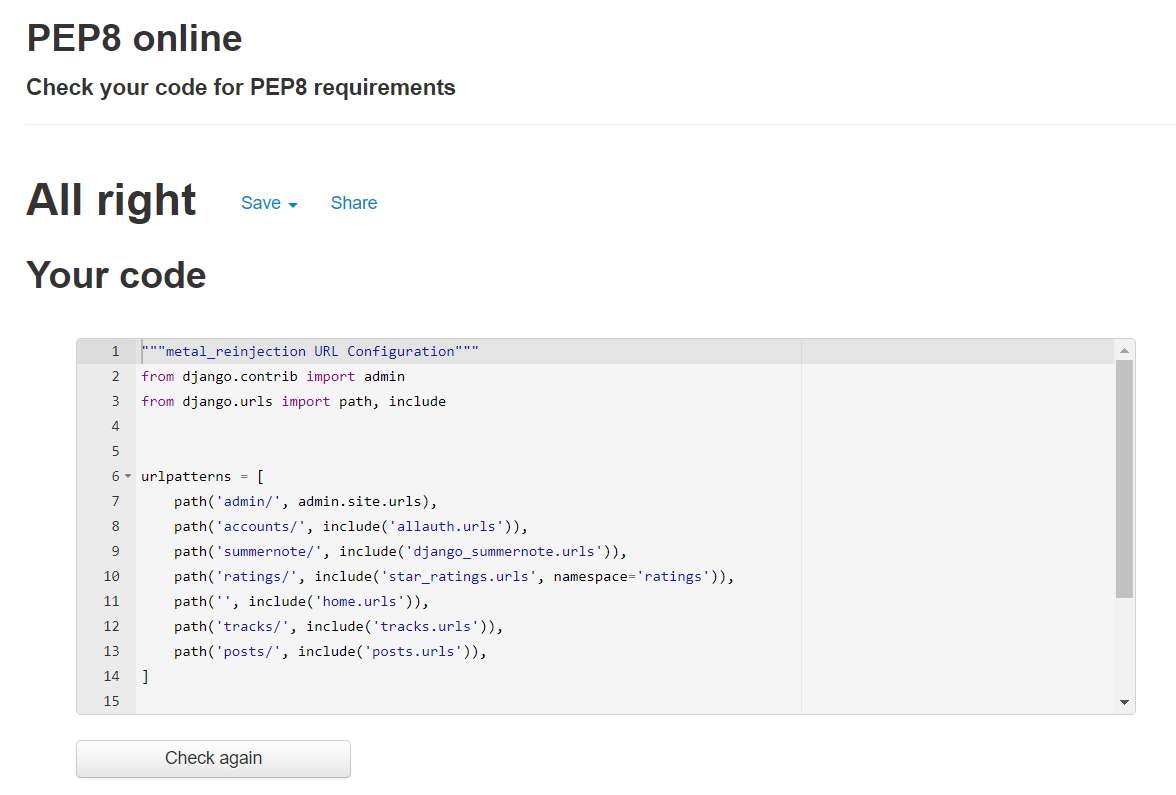 PEP8 online
Check your code for PEP8 requirements
All right Save Share
Your code
1 """metal_reinjection URL Configuration"""
2 from django.contrib import admin
3 from django.urls import path, include
4
5
6 urlpatterns = [
7     path('admin/', admin.site.urls),
8     path('accounts/', include('allauth.urls')),
9     path('summernote/', include('django_summernote.urls')),
10     path('ratings/', include('star_ratings.urls', namespace='ratings')),
11     path('', include('home.urls')),
12     path('tracks/', include('tracks.urls')),
13     path('posts/', include('posts.urls')),
14 ]
15
Check again